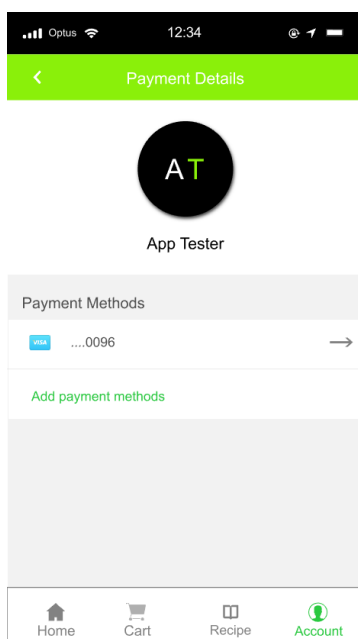 Optus 12:34
Payment Details
AT
App Tester
Payment Methods
VISA ....0096
Add payment methods
Home Cart Recipe Account